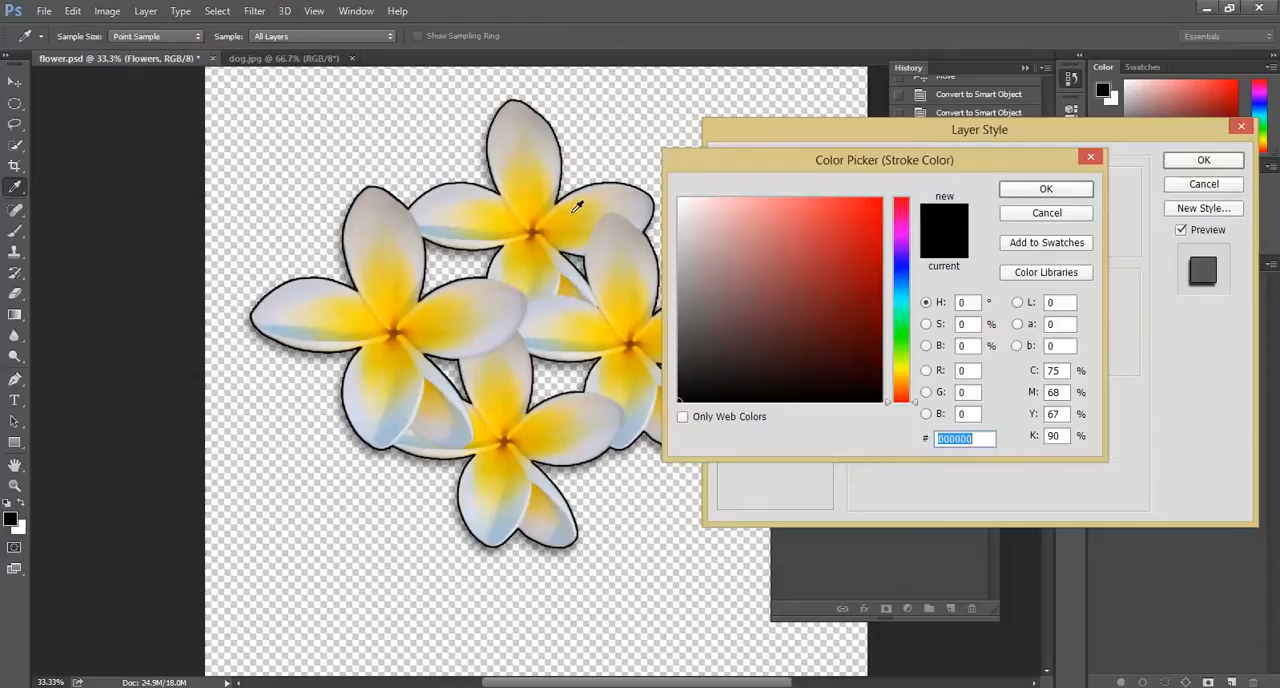 Ps File Edit Image Layer Type Select Filter 3D View Window Help
Sample Size: Point Sample Sample: All Layers Show Sampling Ring Essentials
flower.psd @ 33.3% (Flowers, RGB/8) * × dog.jpg @ 66.7% (RGB/8*) ×
History
Move
Convert to Smart Object
Convert to Smart Object
Color Swatches
Layer Style
OK
Cancel
New Style...
Preview
Color Picker (Stroke Color)
new
current
OK
Cancel
Add to Swatches
Color Libraries
H: 0 ° L: 0
S: 0 % a: 0
B: 0 % b: 0
R: 0 C: 75 %
G: 0 M: 68 %
B: 0 Y: 67 %
# 000000 K: 90 %
Only Web Colors
T
fx
33.33% Doc: 24.9M/18.0M